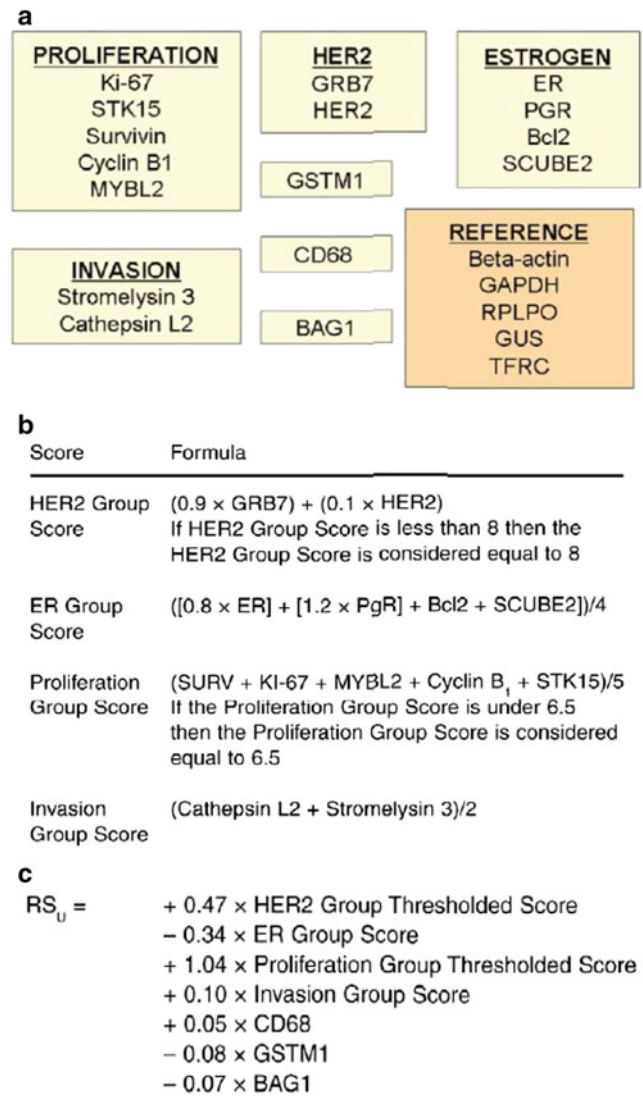 a
PROLIFERATION
Ki-67
STK15
Survivin
Cyclin B1
MYBL2
HER2
GRB7
HER2
ESTROGEN
ER
PGR
Bcl2
SCUBE2
GSTM1
INVASION
Stromelysin 3
Cathepsin L2
CD68
BAG1
REFERENCE
Beta-actin
GAPDH
RPLPO
GUS
TFRC
b
Score Formula
HER2 Group (0.9 × GRB7) + (0.1 × HER2)
Score If HER2 Group Score is less than 8 then the
HER2 Group Score is considered equal to 8
ER Group ([0.8 × ER] + [1.2 × PgR] + Bcl2 + SCUBE2])/4
Score
Proliferation (SURV + KI-67 + MYBL2 + Cyclin B₁ + STK15)/5
Group Score If the Proliferation Group Score is under 6.5
then the Proliferation Group Score is considered
equal to 6.5
Invasion (Cathepsin L2 + Stromelysin 3)/2
Group Score
c
RS_U = + 0.47 × HER2 Group Thresholded Score
− 0.34 × ER Group Score
+ 1.04 × Proliferation Group Thresholded Score
+ 0.10 × Invasion Group Score
+ 0.05 × CD68
− 0.08 × GSTM1
− 0.07 × BAG1